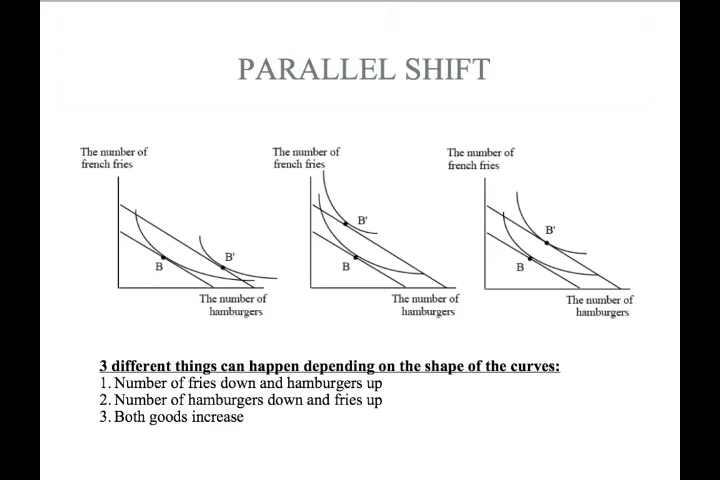 PARALLEL SHIFT
The number of
french fries
B
B'
The number of
hamburgers
The number of
french fries
B'
B
The number of
hamburgers
The number of
french fries
B'
B
The number of
hamburgers
3 different things can happen depending on the shape of the curves:
1. Number of fries down and hamburgers up
2. Number of hamburgers down and fries up
3. Both goods increase